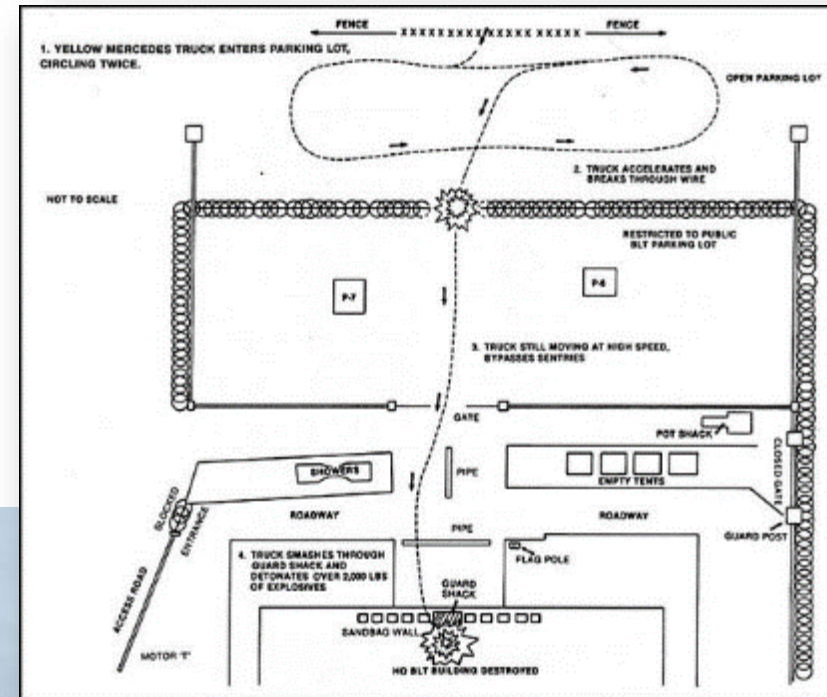 FENCE
XXXXXXXXXXXXX XXXXX
FENCE
1. YELLOW MERCEDES TRUCK ENTERS PARKING LOT,
CIRCLING TWICE.
OPEN PARKING LOT
2. TRUCK ACCELERATES AND
BREAKS THROUGH WIRE
NOT TO SCALE
RESTRICTED TO PUBLIC
BLT PARKING LOT
P-7
P-6
3. TRUCK STILL MOVING AT HIGH SPEED,
BYPASSES SENTRIES
GATE
POT SHACK
CLOSED GATE
SHOWERS
PIPE
EMPTY TENTS
BLOCKED
ENTRANCE
ROADWAY
PIPE
ROADWAY
GUARD POST
FLAG POLE
4. TRUCK SMASHES THROUGH
GUARD SHACK AND
DETONATES OVER 2,000 LBS
OF EXPLOSIVES
GUARD
SHACK
ACCESS ROAD
SANDBAG WALL
MOTOR 'T'
HQ BLT BUILDING DESTROYED